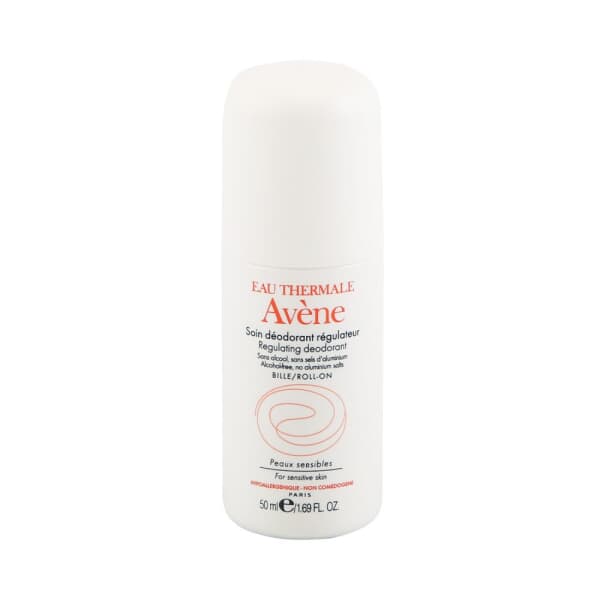 EAU THERMALE
Avène
Soin déodorant régulateur
Regulating deodorant
Sans alcool, sans sels d'aluminium
Alcohol-free, no aluminium salts
BILLE/ROLL-ON
Peaux sensibles
For sensitive skin
HYPOALLERGÉNIQUE - NON COMEDOGENE
PARIS
50 ml e/1.69 FL. OZ.